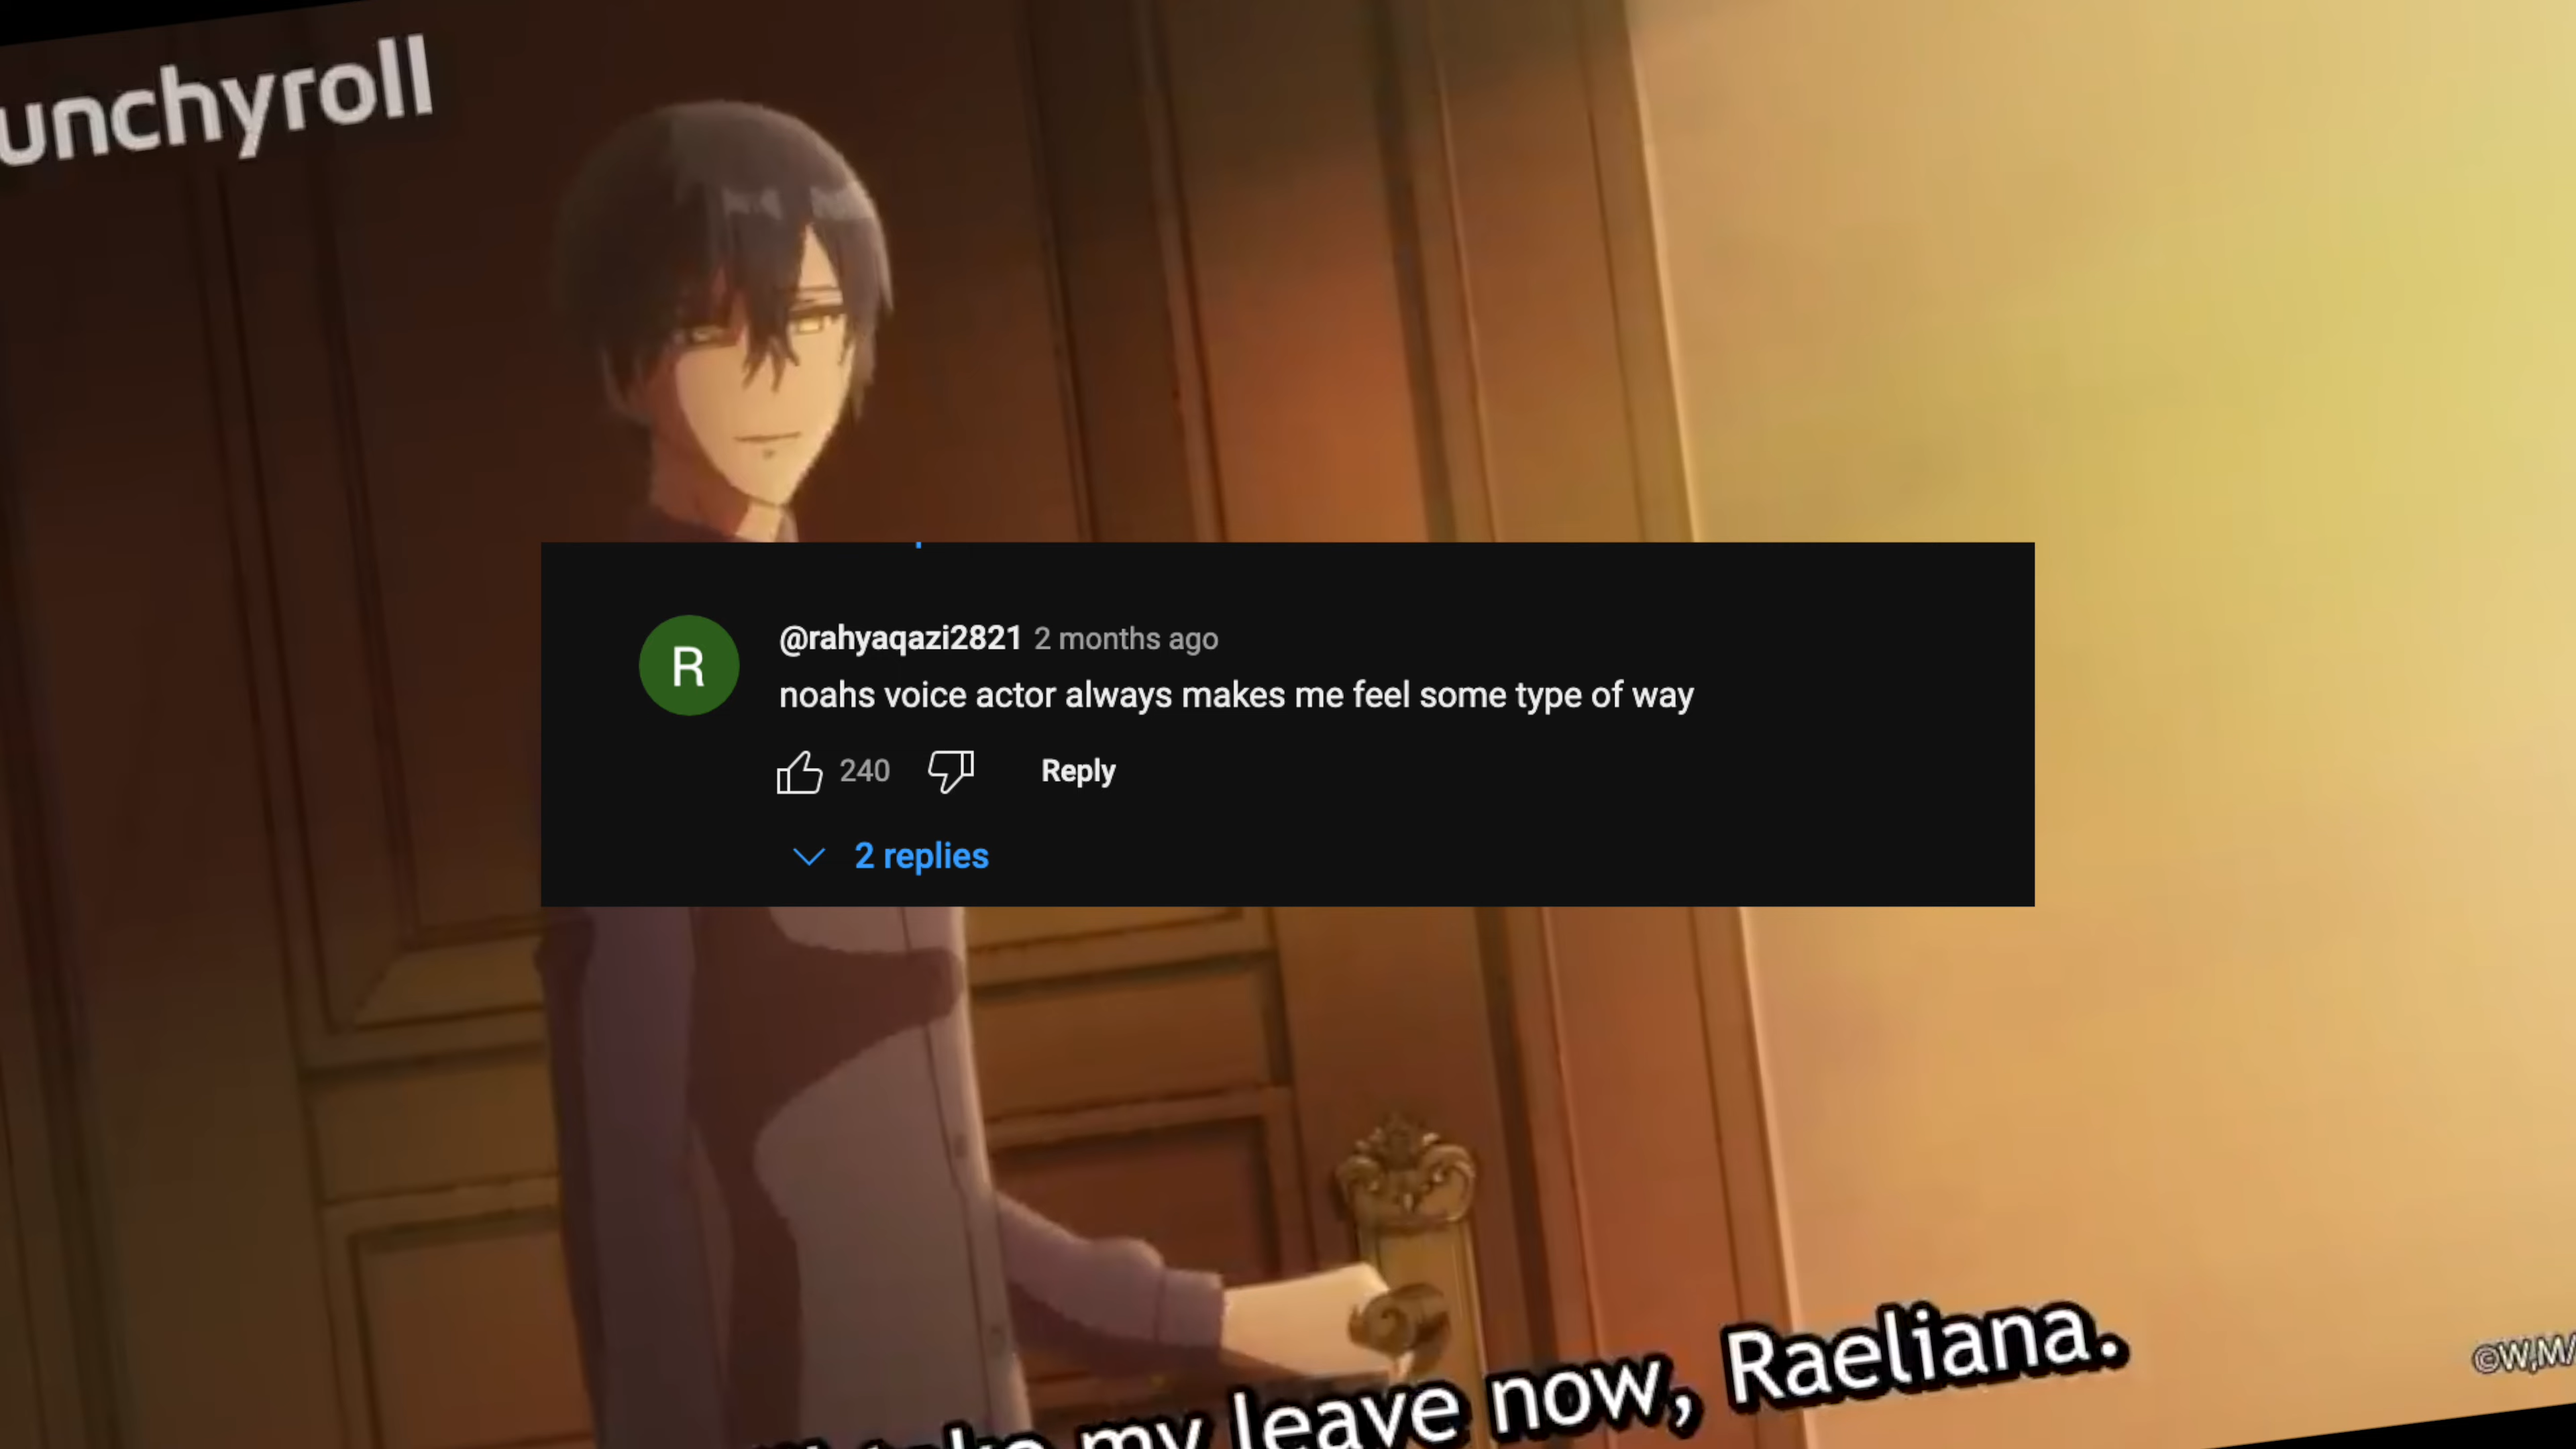 unchyroll
@rahyaqazi2821 2 months ago
noahs voice actor always makes me feel some type of way
240 Reply
2 replies
my leave now, Raeliana.
©W,M/